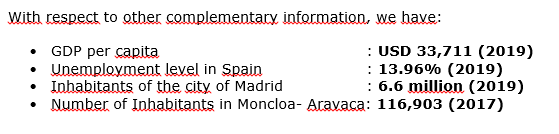 With respect to other complementary information, we have:
• GDP per capita : USD 33,711 (2019)
• Unemployment level in Spain : 13.96% (2019)
• Inhabitants of the city of Madrid : 6.6 million (2019)
• Number of Inhabitants in Moncloa- Aravaca: 116,903 (2017)